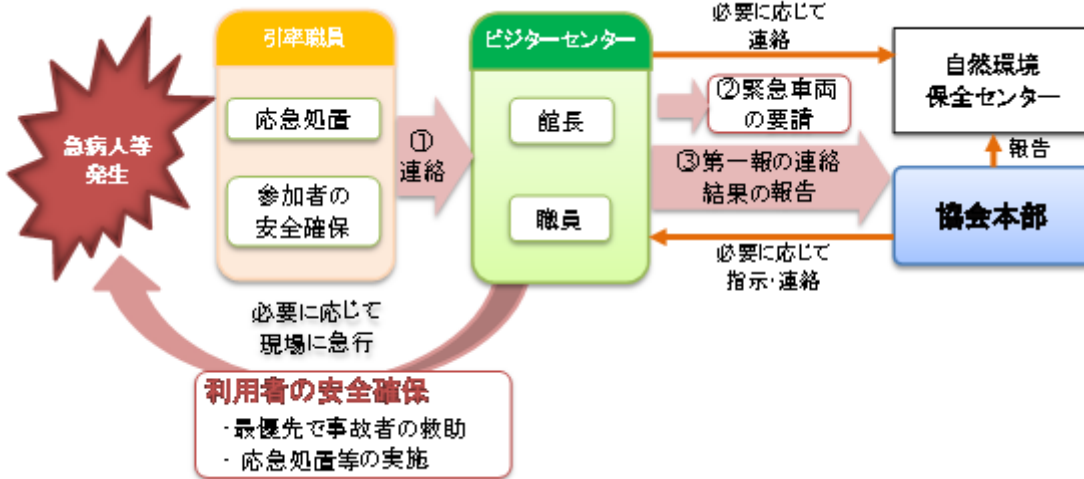 急病人等
発生
引率職員
応急処置
参加者の
安全確保
①
連絡
ビジターセンター
館長
職員
必要に応じて
連絡
②緊急車両
の要請
③第一報の連絡
結果の報告
必要に応じて
指示・連絡
自然環境
保全センター
報告
協会本部
必要に応じて
現場に急行
利用者の安全確保
・最優先で事故者の救助
・応急処置等の実施